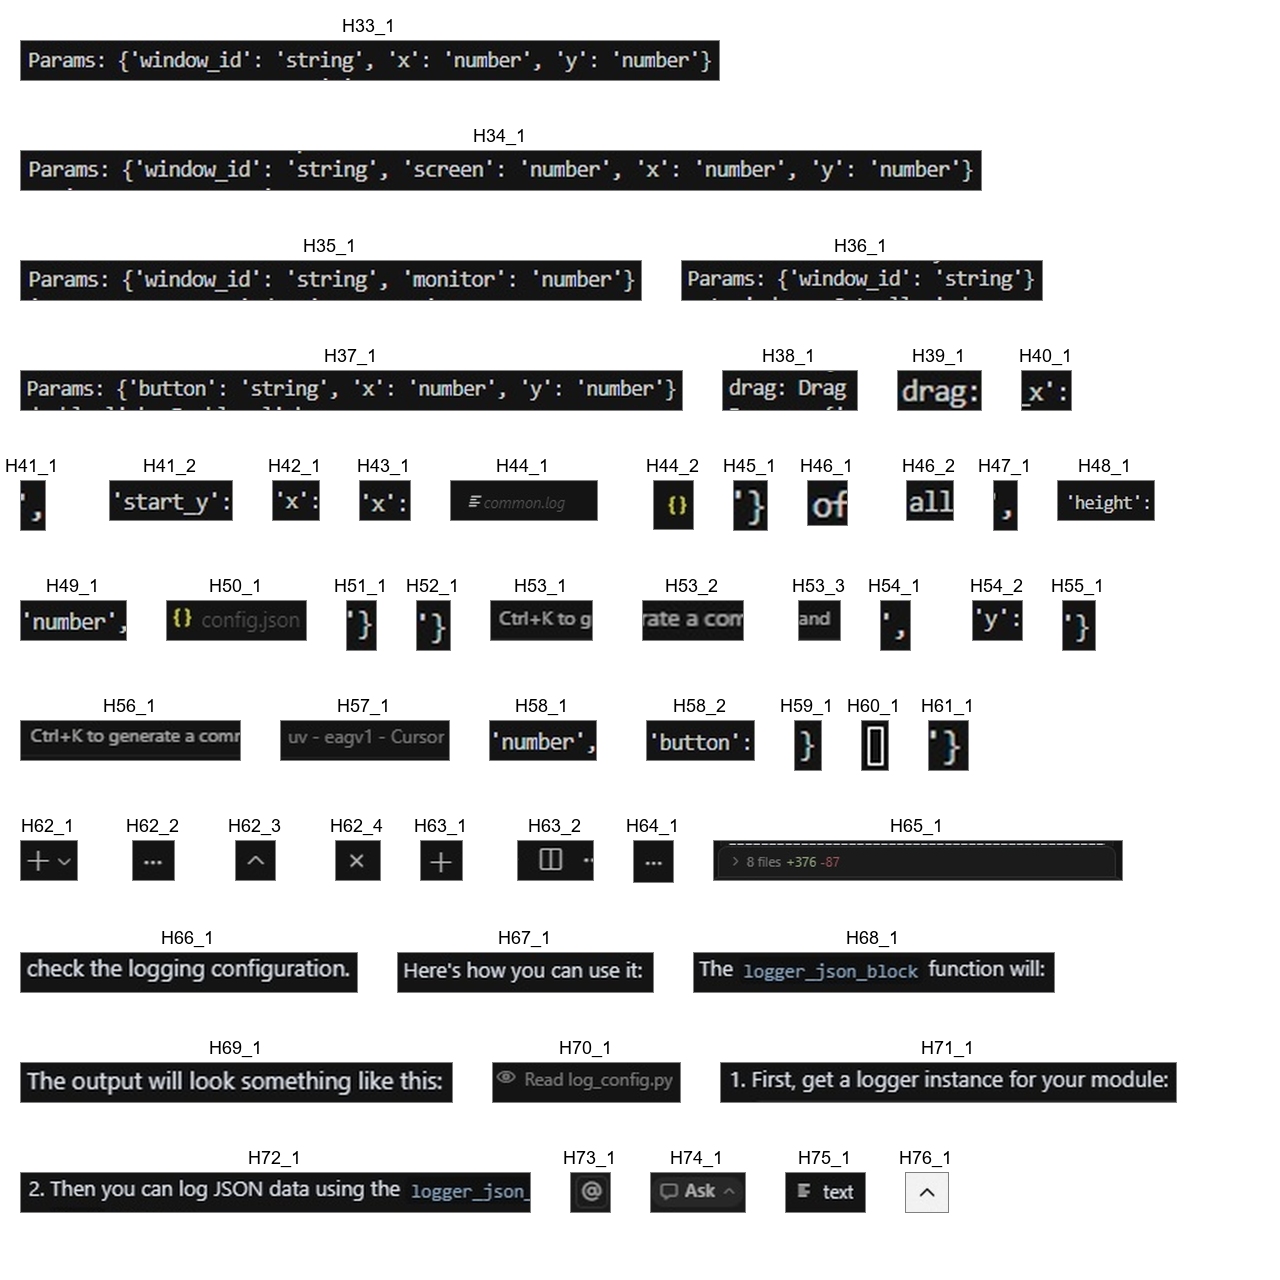 H33_1
Params: {'window_id': 'string', 'x': 'number', 'y': 'number'}
H34_1
Params: {'window_id': 'string', 'screen': 'number', 'x': 'number', 'y': 'number'}
H35_1 H36_1
Params: {'window_id': 'string', 'monitor': 'number'} Params: {'window_id': 'string'}
H37_1 H38_1 H39_1 H40_1
Params: {'button': 'string', 'x': 'number', 'y': 'number'} drag: Drag drag: x':
H41_1 H41_2 H42_1 H43_1 H44_1 H44_2 H45_1 H46_1 H46_2 H47_1 H48_1
', 'start_y': 'x': 'x': common.log {} '} of all ', 'height':
H49_1 H50_1 H51_1 H52_1 H53_1 H53_2 H53_3 H54_1 H54_2 H55_1
'number', {} config.json '} '} Ctrl+K to g rate a com and ', 'y': '}
H56_1 H57_1 H58_1 H58_2 H59_1 H60_1 H61_1
Ctrl+K to generate a comm uv - eagv1 - Cursor 'number', 'button': } '}
H62_1 H62_2 H62_3 H62_4 H63_1 H63_2 H64_1 H65_1
8 files +376 -87
H66_1 H67_1 H68_1
check the logging configuration. Here's how you can use it: The logger_json_block function will:
H69_1 H70_1 H71_1
The output will look something like this: Read log_config.py 1. First, get a logger instance for your module:
H72_1 H73_1 H74_1 H75_1 H76_1
2. Then you can log JSON data using the logger_json_ @ Ask text